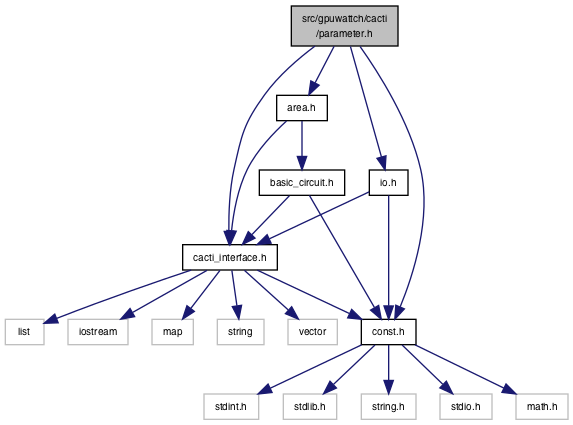 src/gpuwattch/cacti
/parameter.h
area.h
basic_circuit.h
io.h
cacti_interface.h
list
iostream
map
string
vector
const.h
stdint.h
stdlib.h
string.h
stdio.h
math.h